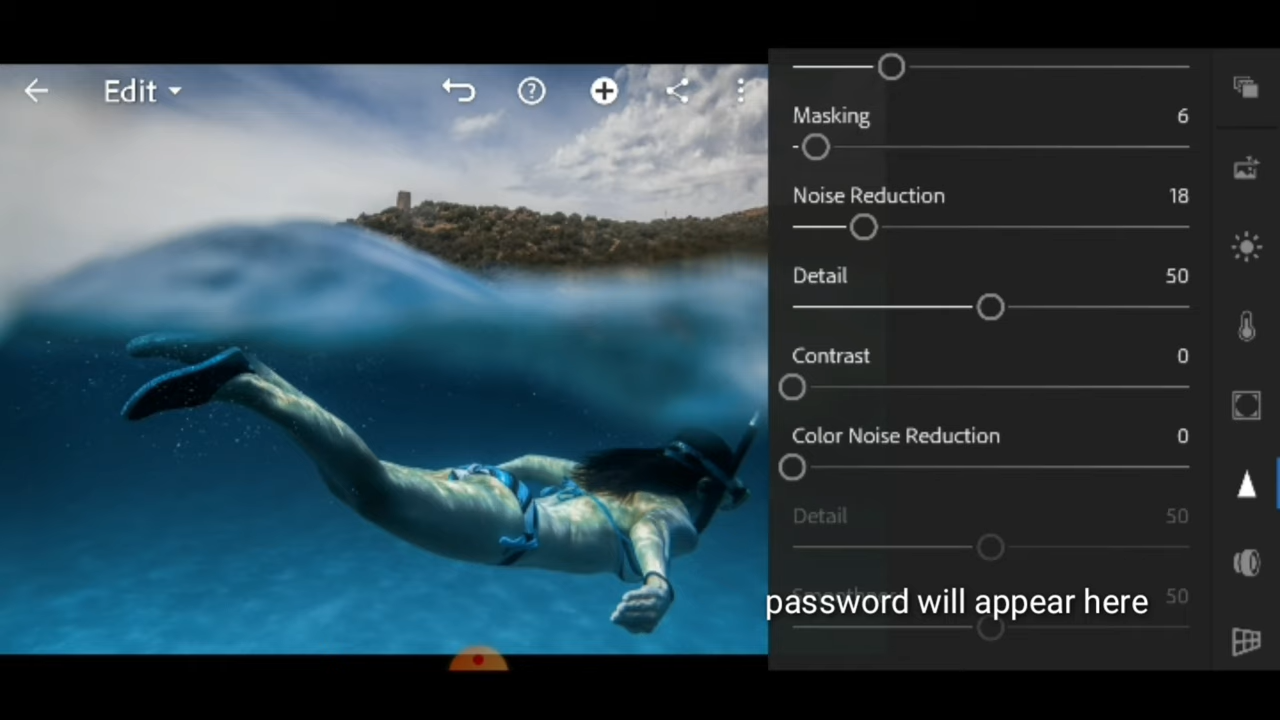 Edit
Masking 6
Noise Reduction 18
Detail 50
Contrast 0
Color Noise Reduction 0
Detail 50
50
password will appear here